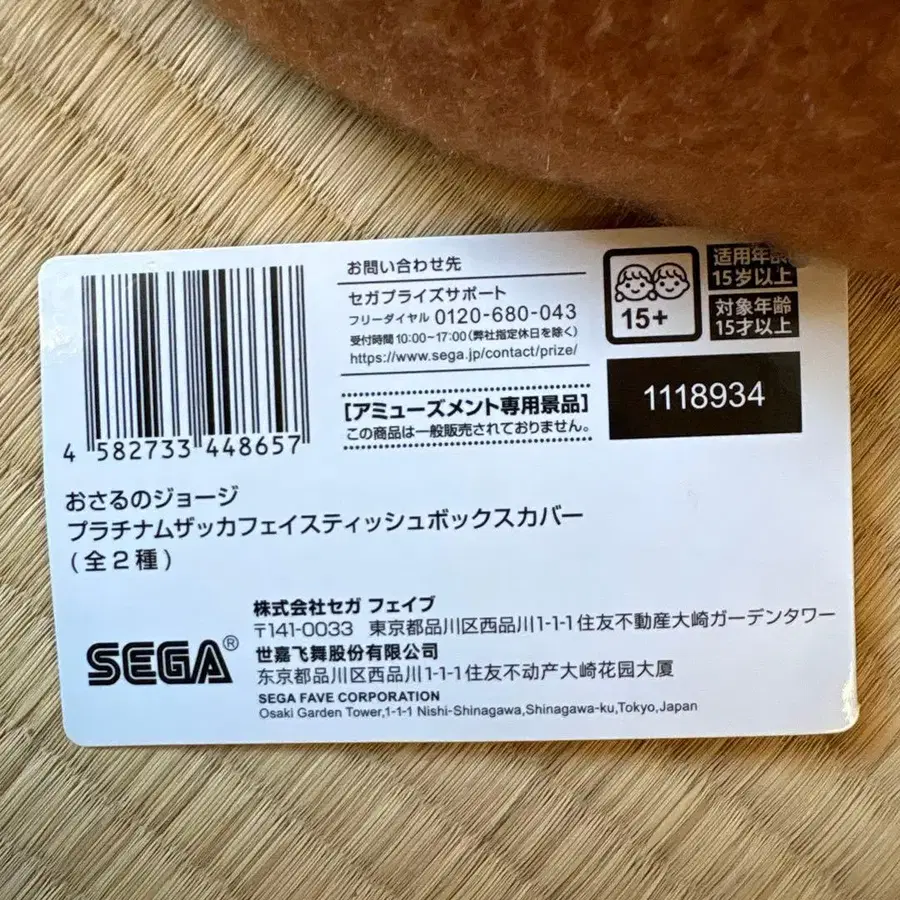 お問い合わせ先
セガプライズサポート
フリーダイヤル 0120-680-043
受付時間 10:00~17:00 (弊社指定休日を除く)
https://www.sega.jp/contact/prize/
[アミューズメント専用景品]
この商品は一般販売されておりません。
15+
适用年龄
15岁以上
対象年齢
15才以上
1118934
4 582733 448657
おさるのジョージ
プラチナムザッカフェイスティッシュボックスカバー
(全2種)
SEGA®
株式会社セガ フェイブ
〒141-0033 東京都品川区西品川1-1-1住友不動産大崎ガーデンタワー
世嘉飞舞股份有限公司
东京都品川区西品川1-1-1住友不动产大崎花园大厦
SEGA FAVE CORPORATION
Osaki Garden Tower,1-1-1 Nishi-Shinagawa,Shinagawa-ku,Tokyo,Japan